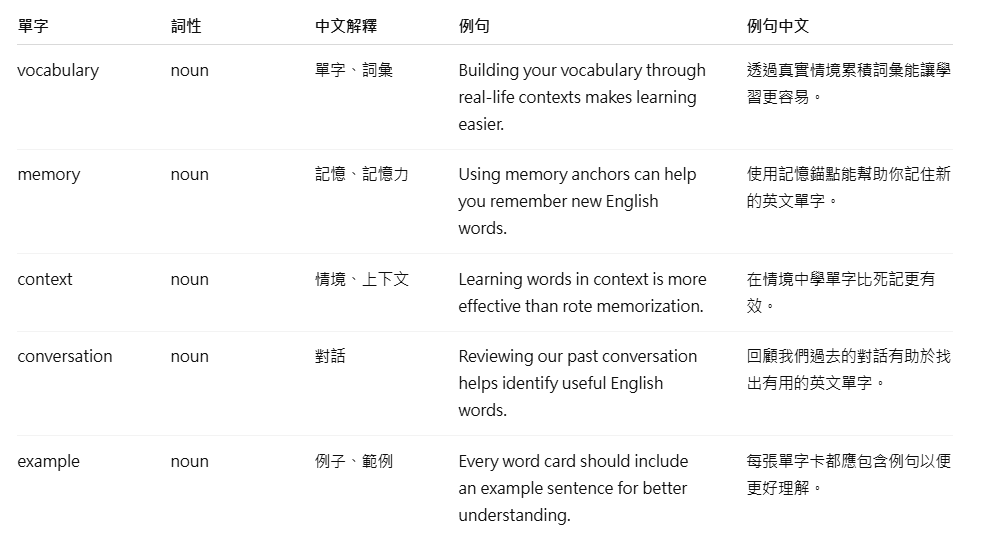 單字 詞性 中文解釋 例句 例句中文
vocabulary noun 單字、詞彙 Building your vocabulary through 透過真實情境累積詞彙能讓學
real-life contexts makes learning 習更容易。
easier.
memory noun 記憶、記憶力 Using memory anchors can help 使用記憶錨點能幫助你記住新
you remember new English 的英文單字。
words.
context noun 情境、上下文 Learning words in context is more 在情境中學單字比死記更有
effective than rote memorization. 效。
conversation noun 對話 Reviewing our past conversation 回顧我們過去的對話有助於找
helps identify useful English 出有用的英文單字。
words.
example noun 例子、範例 Every word card should include 每張單字卡都應包含例句以便
an example sentence for better 更好理解。
understanding.